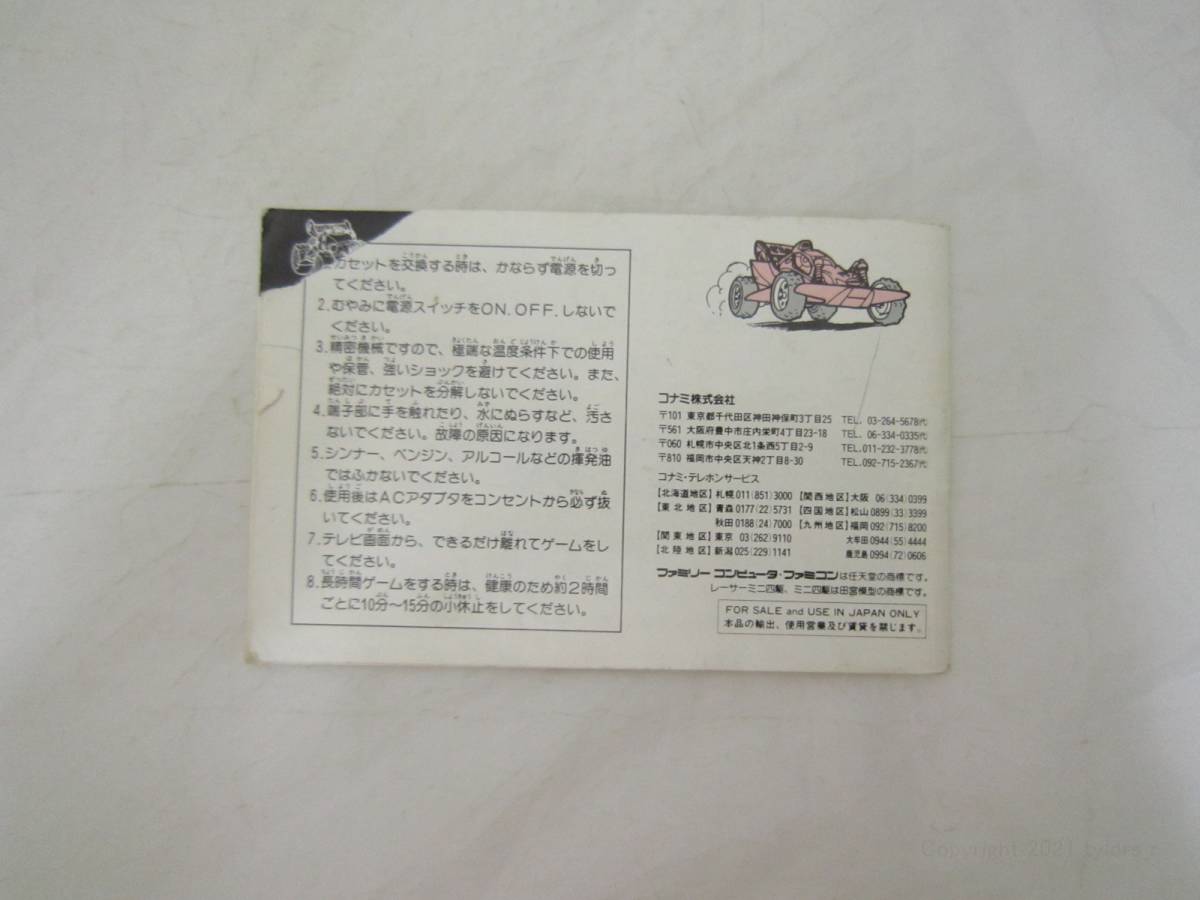 カセットを交換する時は、かならず電源を切っ
てください。
2.むやみに電源スイッチをON.OFF.しないで
ください。
3.精密機械ですので、極端な温度条件下での使用
や保管、強いショックを避けてください。また、
絶対にカセットを分解しないでください。
4.端子部に手を触れたり、水にぬらすなど、汚さ
ないでください。故障の原因になります。
5.シンナー、ベンジン、アルコールなどの揮発油
ではふかないでください。
6.使用後はACアダプタをコンセントから必ず抜
いてください。
7.テレビ画面から、できるだけ離れてゲームをし
てください。
8.長時間ゲームをする時は、健康のため約2時間
ごとに10分〜15分の小休止をしてください。
コナミ株式会社
〒101 東京都千代田区神田神保町3丁目25 TEL. 03-264-5678代
〒561 大阪府豊中市庄内栄町4丁目23-18 TEL. 06-334-0335代
〒060 札幌市中央区北1条西5丁目2-9 TEL.011-232-3778代
〒810 福岡市中央区天神2丁目8-30 TEL.092-715-2367代
コナミ・テレホンサービス
【北海道地区】札幌 011(851)3000 【関西地区】大阪 06(334)0399
【東北地区】青森 0177(22)5731 【四国地区】松山 0899(33)3399
秋田 0188(24)7000 【九州地区】福岡 092(715)8200
【関東地区】東京 03(262)9110 大牟田 0944(55)4444
【北陸地区】新潟 025(229)1141 鹿児島 0994(72)0606
ファミリーコンピュータ・ファミコンは任天堂の商標です。
レーサーミニ四駆、ミニ四駆は田宮模型の商標です。
FOR SALE and USE IN JAPAN ONLY
本品の輸出、使用営業及び賃貸を禁じます。
Copyright 2021